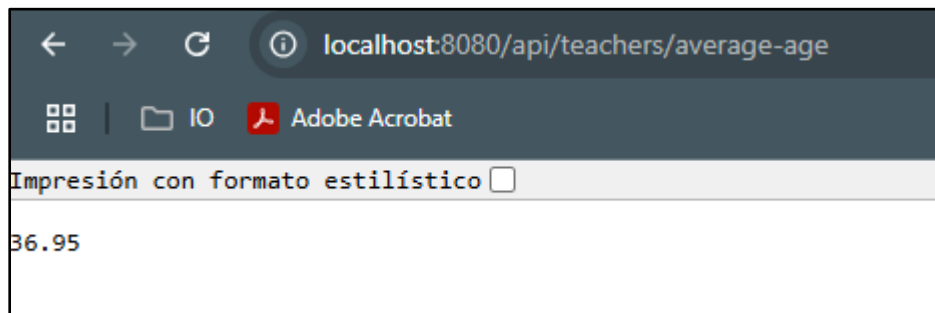 localhost:8080/api/teachers/average-age
IO Adobe Acrobat
Impresión con formato estilístico
36.95